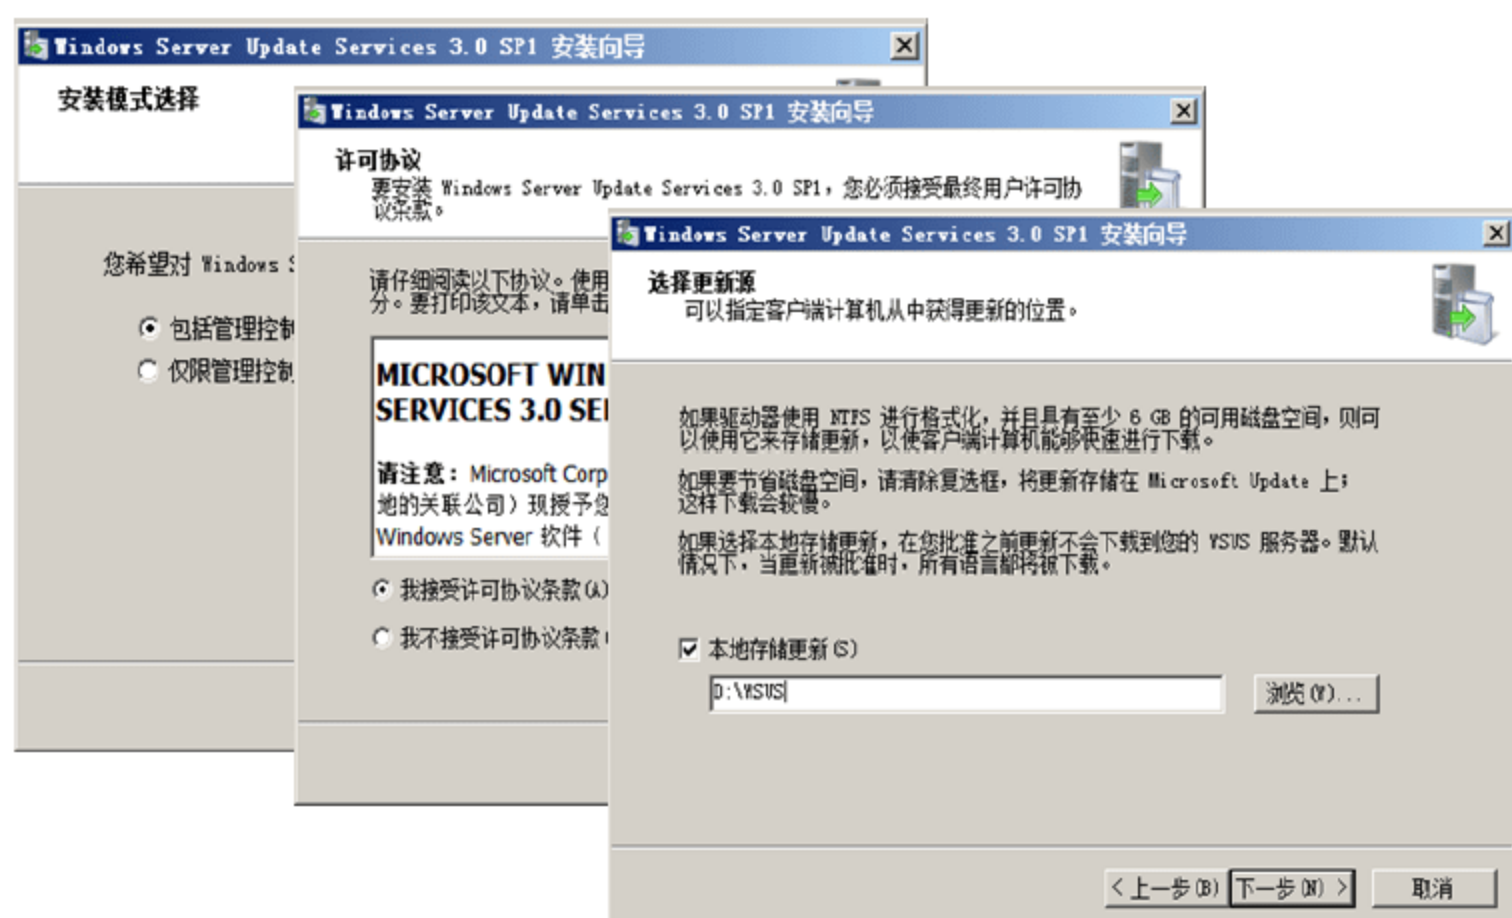 Windows Server Update Services 3.0 SP1 安装向导
安装模式选择
您希望对 Windows S
包括管理控制
仅限管理控制
Windows Server Update Services 3.0 SP1 安装向导
许可协议
要安装 Windows Server Update Services 3.0 SP1，您必须接受最终用户许可协
议条款。
请仔细阅读以下协议。使用
分。要打印该文本，请单击
MICROSOFT WIN
SERVICES 3.0 SE
请注意： Microsoft Corp
地的关联公司）现授予您
Windows Server 软件（
我接受许可协议条款(A)
我不接受许可协议条款(
Windows Server Update Services 3.0 SP1 安装向导
选择更新源
可以指定客户端计算机从中获得更新的位置。
如果驱动器使用 NTFS 进行格式化，并且具有至少 6 GB 的可用磁盘空间，则可
以使用它来存储更新，以使客户端计算机能够快速进行下载。
如果要节省磁盘空间，请清除复选框，将更新存储在 Microsoft Update 上；
这样下载会较慢。
如果选择本地存储更新，在您批准之前更新不会下载到您的 WSUS 服务器。默认
情况下，当更新被批准时，所有语言都将被下载。
本地存储更新(S)
D:\WSUS
浏览(W)...
< 上一步(B)
下一步(N) >
取消